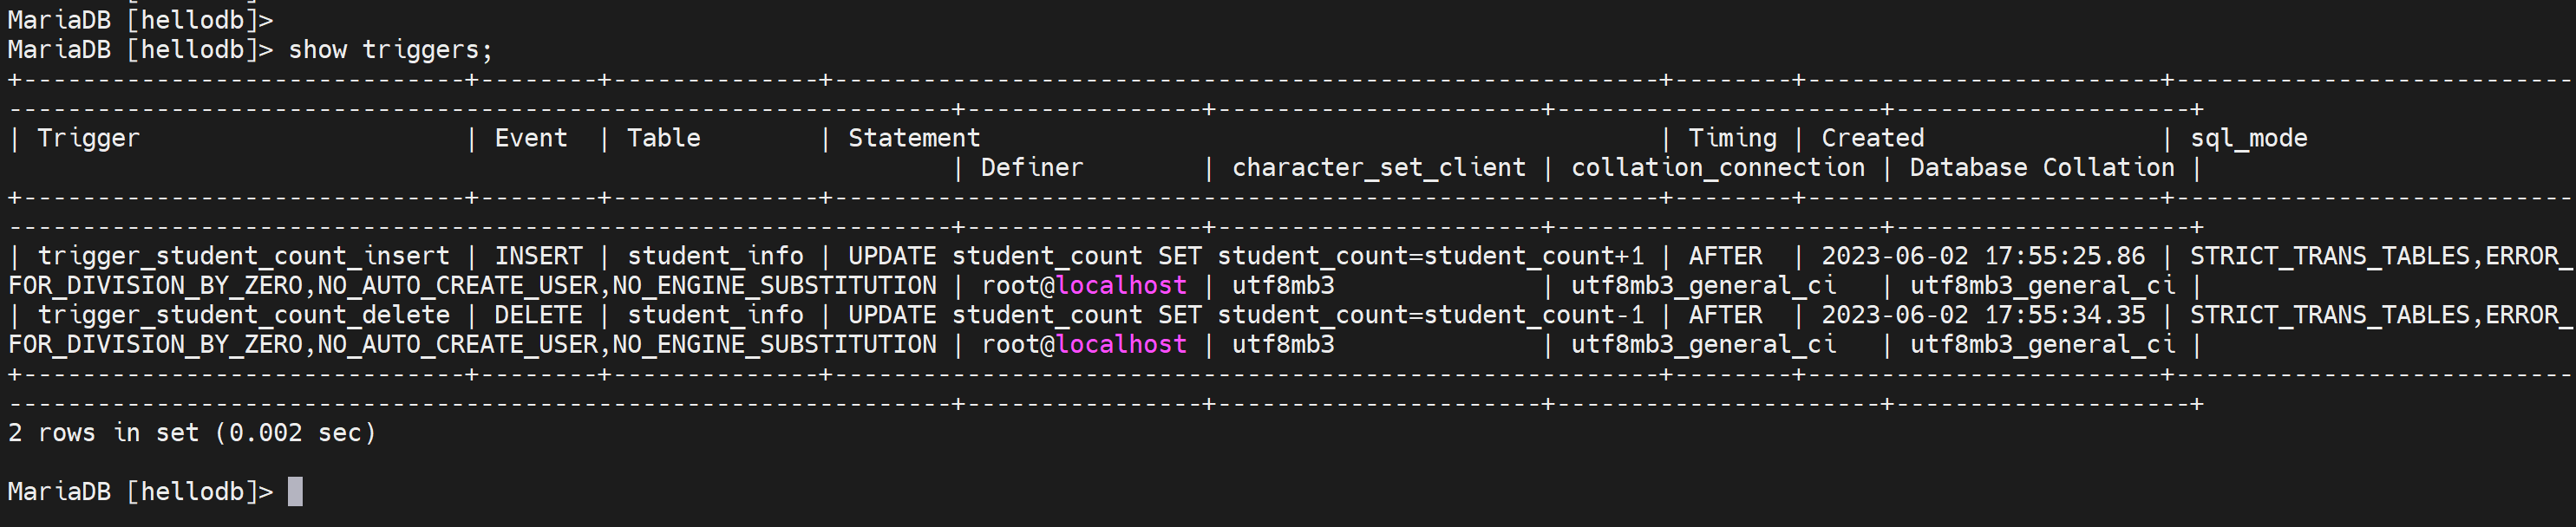 MariaDB [hellodb]>
MariaDB [hellodb]> show triggers;
+-------------------------------+--------+--------------+--------------------------------------------------------+--------+------------------------+---------------------------
----------------------------------------------------------------+----------------+----------------------+----------------------+--------------------+
| Trigger                       | Event  | Table        | Statement                                              | Timing | Created                | sql_mode
                                                                | Definer        | character_set_client | collation_connection | Database Collation |
+-------------------------------+--------+--------------+--------------------------------------------------------+--------+------------------------+---------------------------
----------------------------------------------------------------+----------------+----------------------+----------------------+--------------------+
| trigger_student_count_insert | INSERT | student_info | UPDATE student_count SET student_count=student_count+1 | AFTER  | 2023-06-02 17:55:25.86 | STRICT_TRANS_TABLES,ERROR_
FOR_DIVISION_BY_ZERO,NO_AUTO_CREATE_USER,NO_ENGINE_SUBSTITUTION | root@localhost | utf8mb3              | utf8mb3_general_ci   | utf8mb3_general_ci |
| trigger_student_count_delete | DELETE | student_info | UPDATE student_count SET student_count=student_count-1 | AFTER  | 2023-06-02 17:55:34.35 | STRICT_TRANS_TABLES,ERROR_
FOR_DIVISION_BY_ZERO,NO_AUTO_CREATE_USER,NO_ENGINE_SUBSTITUTION | root@localhost | utf8mb3              | utf8mb3_general_ci   | utf8mb3_general_ci |
+-------------------------------+--------+--------------+--------------------------------------------------------+--------+------------------------+---------------------------
----------------------------------------------------------------+----------------+----------------------+----------------------+--------------------+
2 rows in set (0.002 sec)
MariaDB [hellodb]>